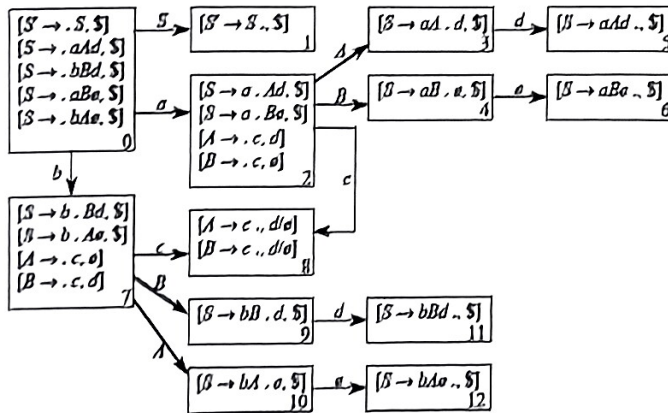 [S' → . S, $]
[S → . aAd, $]
[S → . bBd, $]
[S → . aBe, $]
[S → . bAe, $]
0
S
[S' → S ., $]
1
a
[S → a . Ad, $]
[S → a . Be, $]
[A → . c, d]
[B → . c, e]
2
A
[S → aA . d, $]
3
d
[S → aAd ., $]
5
B
[S → aB . e, $]
4
e
[S → aBe ., $]
6
c
b
[S → b . Bd, $]
[S → b . Ae, $]
[A → . c, e]
[B → . c, d]
7
c
[A → c ., d/e]
[B → c ., d/e]
8
B
[S → bB . d, $]
9
d
[S → bBd ., $]
11
A
[S → bA . e, $]
10
e
[S → bAe ., $]
12